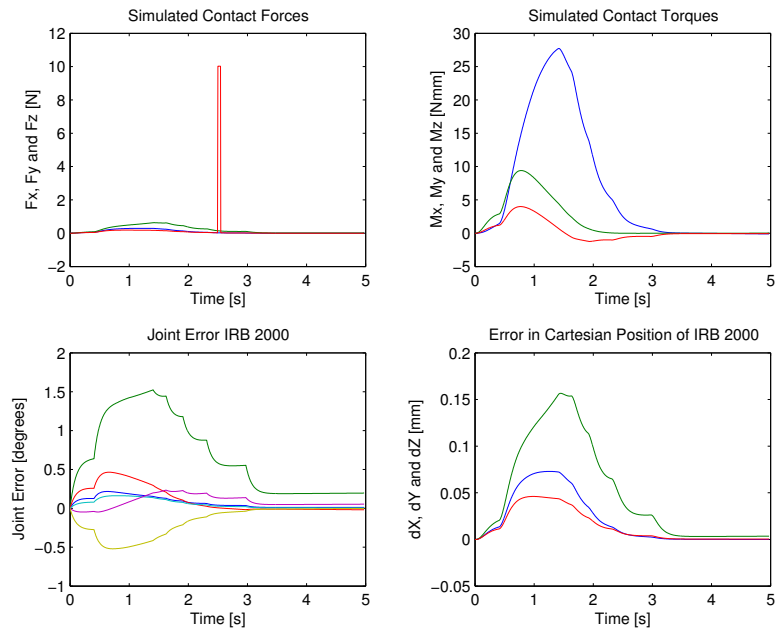 Simulated Contact Forces
Fx, Fy and Fz [N]
12
10
8
6
4
2
0
−2
0 1 2 3 4 5
Time [s]
Simulated Contact Torques
Mx, My and Mz [Nmm]
30
25
20
15
10
5
0
−5
0 1 2 3 4 5
Time [s]
Joint Error IRB 2000
Joint Error [degrees]
2
1.5
1
0.5
0
−0.5
−1
0 1 2 3 4 5
Time [s]
Error in Cartesian Position of IRB 2000
dX, dY and dZ [mm]
0.2
0.15
0.1
0.05
0
−0.05
0 1 2 3 4 5
Time [s]